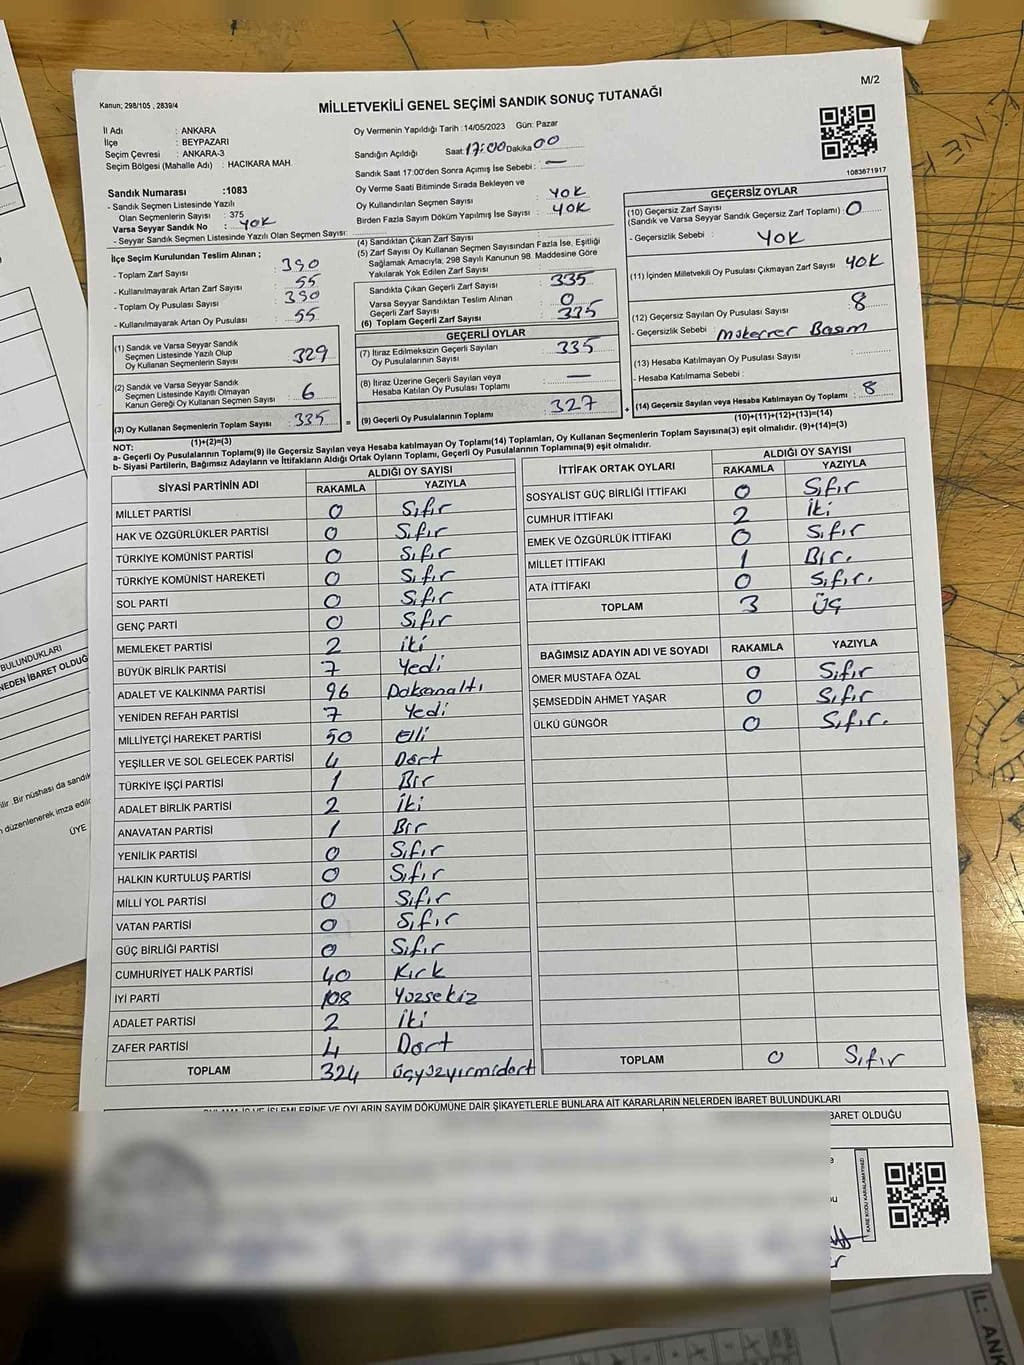 M/2
Kanun; 298/105 , 2839/4
MİLLETVEKİLİ GENEL SEÇİMİ SANDIK SONUÇ TUTANAĞI
İl Adı : ANKARA
İlçe : BEYPAZARI
Seçim Çevresi : ANKARA-3
Seçim Bölgesi (Mahalle Adı) : HACIKARA MAH.
Sandık Numarası :1083
- Sandık Seçmen Listesinde Yazılı
Olan Seçmenlerin Sayısı : 375
Varsa Seyyar Sandık No : YOK
- Seyyar Sandık Seçmen Listesinde Yazılı Olan Seçmen Sayısı:
Oy Vermenin Yapıldığı Tarih :14/05/2023 Gün: Pazar
Sandığın Açıldığı Saat:17:00 Dakika 00
Sandık Saat 17:00'den Sonra Açımış İse Sebebi : —
Oy Verme Saati Bitiminde Sırada Bekleyen ve
Oy Kullandırılan Seçmen Sayısı : YOK
Birden Fazla Sayım Döküm Yapılmış İse Sayısı : YOK
1083671917
İlçe Seçim Kurulundan Teslim Alınan ;
- Toplam Zarf Sayısı : 390
- Kullanılmayarak Artan Zarf Sayısı : 55
- Toplam Oy Pusulası Sayısı : 390
- Kullanılmayarak Artan Oy Pusulası : 55
(1) Sandık ve Varsa Seyyar Sandık
Seçmen Listesinde Yazılı Olup
Oy Kullanan Seçmenlerin Sayısı : 329
(2) Sandık ve Varsa Seyyar Sandık
Seçmen Listesinde Kayıtlı Olmayan
Kanun Gereği Oy Kullanan Seçmen Sayısı : 6
(3) Oy Kullanan Seçmenlerin Toplam Sayısı : 335
(1)+(2)=(3)
(4) Sandıktan Çıkan Zarf Sayısı :
(5) Zarf Sayısı Oy Kullanan Seçmen Sayısından Fazla İse, Eşitliği
Sağlamak Amacıyla, 298 Sayılı Kanunun 98. Maddesine Göre
Yakılarak Yok Edilen Zarf Sayısı :
Sandıkta Çıkan Geçerli Zarf Sayısı : 335
Varsa Seyyar Sandıktan Teslim Alınan
Geçerli Zarf Sayısı : 0
(6) Toplam Geçerli Zarf Sayısı : 335
GEÇERLİ OYLAR
(7) İtiraz Edilmeksizin Geçerli Sayılan
Oy Pusulalarının Sayısı : 335
(8) İtiraz Üzerine Geçerli Sayılan veya
Hesaba Katılan Oy Pusulası Toplamı : —
= (9) Geçerli Oy Pusulalarının Toplamı : 327
GEÇERSİZ OYLAR
(10) Geçersiz Zarf Sayısı
(Sandık ve Varsa Seyyar Sandık Geçersiz Zarf Toplamı) : 0
- Geçersizlik Sebebi : YOK
(11) İçinden Milletvekili Oy Pusulası Çıkmayan Zarf Sayısı YOK
(12) Geçersiz Sayılan Oy Pusulası Sayısı : 8
- Geçersizlik Sebebi : Mükerrer Basım
(13) Hesaba Katılmayan Oy Pusulası Sayısı :
- Hesaba Katılmama Sebebi :
+ (14) Geçersiz Sayılan veya Hesaba Katılmayan Oy Toplamı : 8
(10)+(11)+(12)+(13)=(14)
NOT:
a- Geçerli Oy Pusulalarının Toplamı(9) ile Geçersiz Sayılan veya Hesaba katılmayan Oy Toplamı(14) Toplamları, Oy Kullanan Seçmenlerin Toplam Sayısına(3) eşit olmalıdır. (9)+(14)=(3)
b- Siyasi Partilerin, Bağımsız Adayların ve İttifakların Aldığı Ortak Oyların Toplamı, Geçerli Oy Pusulalarının Toplamına(9) eşit olmalıdır.
SİYASİ PARTİNİN ADI ALDIĞI OY SAYISI
RAKAMLA YAZIYLA
MİLLET PARTİSİ 0 Sıfır
HAK VE ÖZGÜRLÜKLER PARTİSİ 0 Sıfır
TÜRKİYE KOMÜNİST PARTİSİ 0 Sıfır
TÜRKİYE KOMÜNİST HAREKETİ 0 Sıfır
SOL PARTİ 0 Sıfır
GENÇ PARTİ 0 Sıfır
MEMLEKET PARTİSİ 2 iki
BÜYÜK BİRLİK PARTİSİ 7 Yedi
ADALET VE KALKINMA PARTİSİ 96 Doksanaltı
YENİDEN REFAH PARTİSİ 7 Yedi
MİLLİYETÇİ HAREKET PARTİSİ 50 Elli
YEŞİLLER VE SOL GELECEK PARTİSİ 4 Dört
TÜRKİYE İŞÇİ PARTİSİ 1 Bir
ADALET BİRLİK PARTİSİ 2 İki
ANAVATAN PARTİSİ 1 Bir
YENİLİK PARTİSİ 0 Sıfır
HALKIN KURTULUŞ PARTİSİ 0 Sıfır
MİLLİ YOL PARTİSİ 0 Sıfır
VATAN PARTİSİ 0 Sıfır
GÜÇ BİRLİĞİ PARTİSİ 0 Sıfır
CUMHURİYET HALK PARTİSİ 40 Kırk
İYİ PARTİ 108 Yüzsekiz
ADALET PARTİSİ 2 İki
ZAFER PARTİSİ 4 Dört
TOPLAM 324 üçyüzyirmidört
İTTİFAK ORTAK OYLARI ALDIĞI OY SAYISI
RAKAMLA YAZIYLA
SOSYALİST GÜÇ BİRLİĞİ İTTİFAKI 0 Sıfır
CUMHUR İTTİFAKI 2 İki
EMEK VE ÖZGÜRLÜK İTTİFAKI 0 Sıfır
MİLLET İTTİFAKI 1 Bir.
ATA İTTİFAKI 0 Sıfır.
TOPLAM 3 Üç
BAĞIMSIZ ADAYIN ADI VE SOYADI RAKAMLA YAZIYLA
ÖMER MUSTAFA ÖZAL 0 Sıfır
ŞEMSEDDİN AHMET YAŞAR 0 Sıfır
ÜLKÜ GÜNGÖR 0 Sıfır.
TOPLAM 0 Sıfır
VE İŞLEMLERİNE VE OYLARIN SAYIM DÖKÜMÜNE DAİR ŞİKAYETLERLE BUNLARA AİT KARARLARIN NELERDEN İBARET BULUNDUKLARI
BARET OLDUĞU
KARE KODU KARALAMAYINIZ!
BULUNDUKLARI
NEDEN İBARET OLDUĞ
ilir .Bir nüshası da sandık
düzenlenerek imza edild
ÜYE
İL: ANK